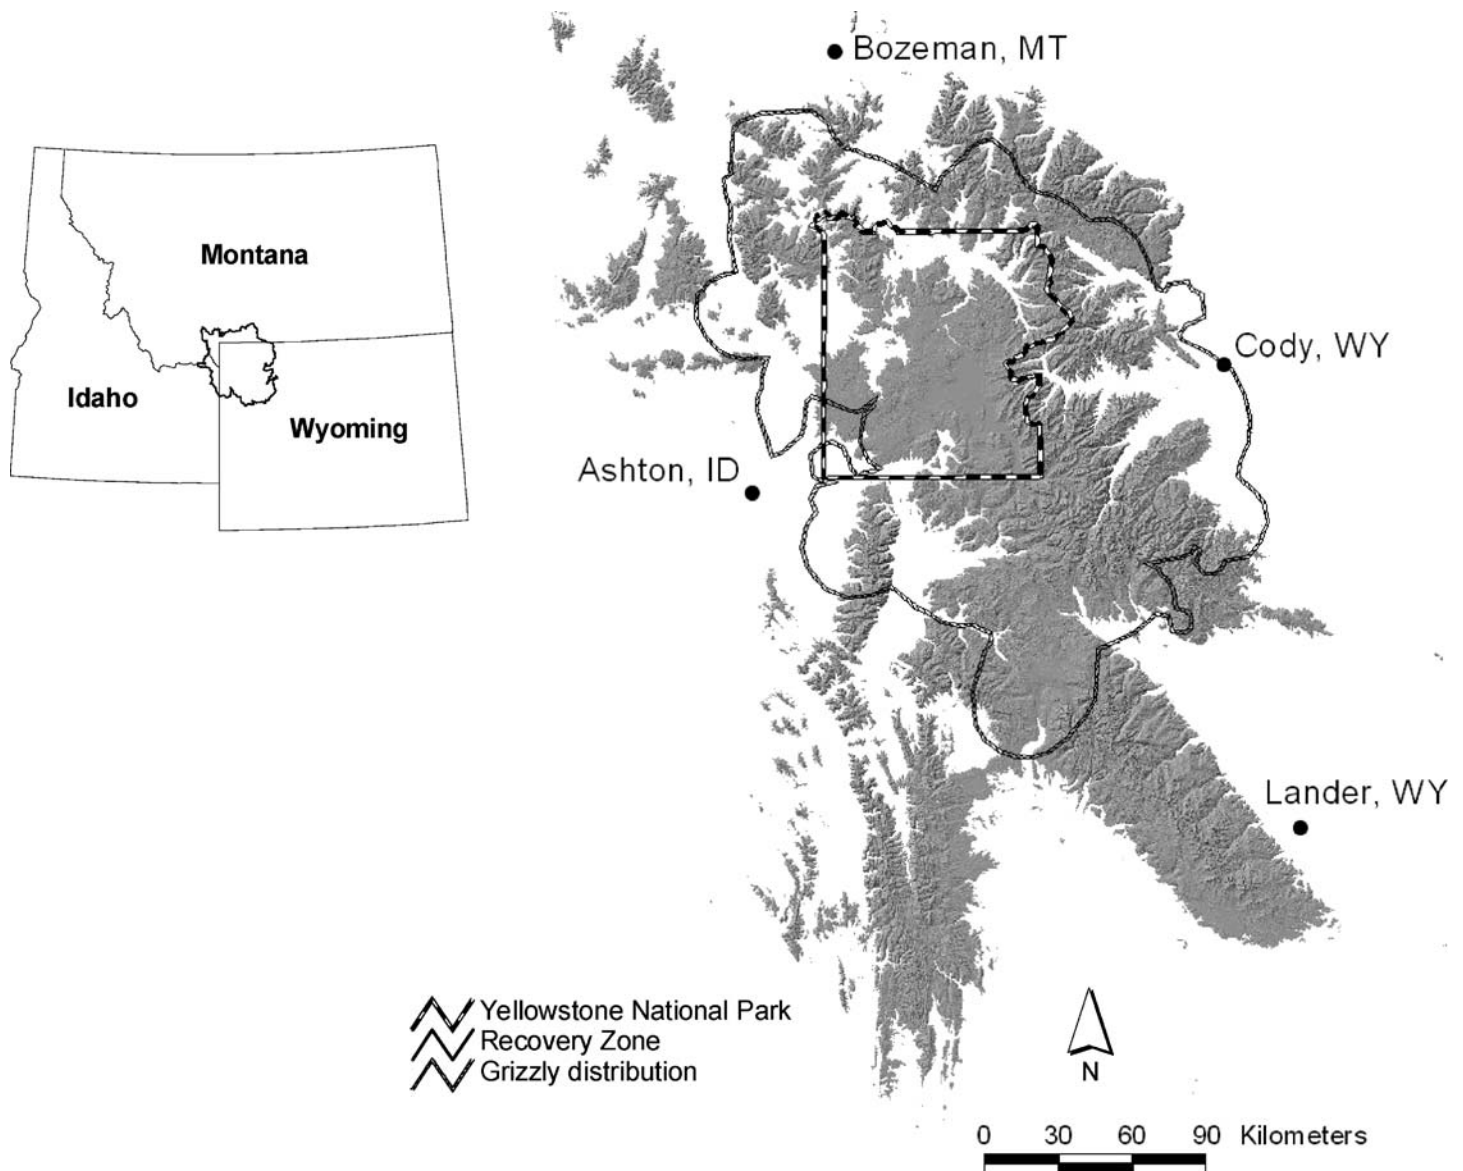 Bozeman, MT
Montana
Idaho
Wyoming
Cody, WY
Ashton, ID
Lander, WY
Yellowstone National Park
Recovery Zone
Grizzly distribution
N
0 30 60 90 Kilometers